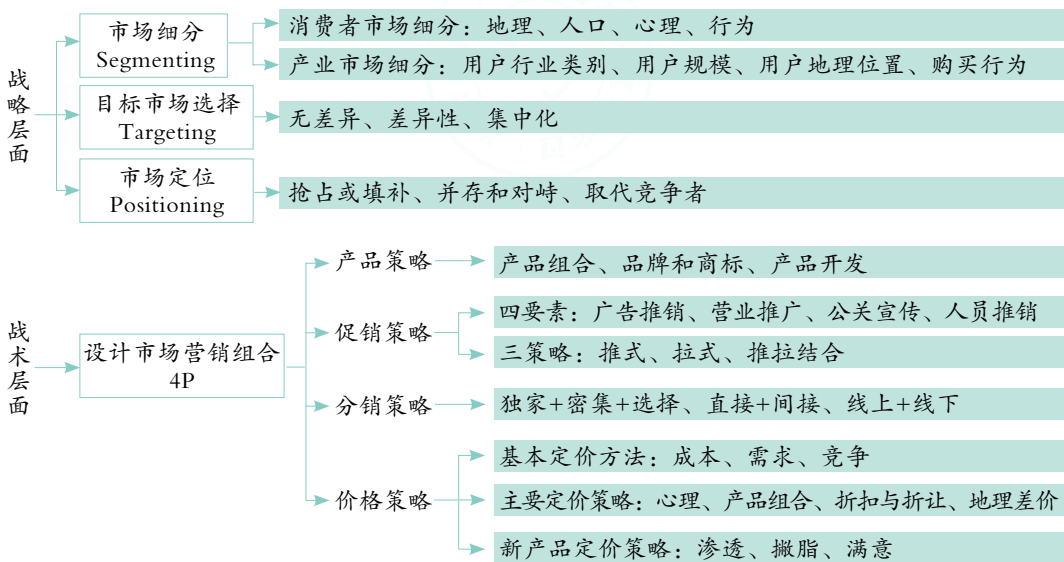 战略层面
市场细分
Segmenting
消费者市场细分：地理、人口、心理、行为
产业市场细分：用户行业类别、用户规模、用户地理位置、购买行为
目标市场选择
Targeting
无差异、差异性、集中化
市场定位
Positioning
抢占或填补、并存和对峙、取代竞争者
战术层面
设计市场营销组合
4P
产品策略
产品组合、品牌和商标、产品开发
促销策略
四要素：广告推销、营业推广、公关宣传、人员推销
三策略：推式、拉式、推拉结合
分销策略
独家+密集+选择、直接+间接、线上+线下
价格策略
基本定价方法：成本、需求、竞争
主要定价策略：心理、产品组合、折扣与折让、地理差价
新产品定价策略：渗透、撇脂、满意